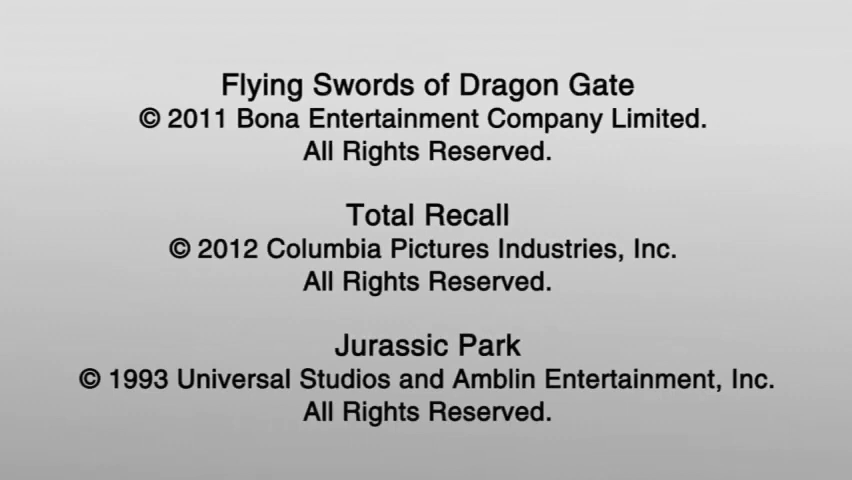 Flying Swords of Dragon Gate
© 2011 Bona Entertainment Company Limited.
All Rights Reserved.
Total Recall
© 2012 Columbia Pictures Industries, Inc.
All Rights Reserved.
Jurassic Park
© 1993 Universal Studios and Amblin Entertainment, Inc.
All Rights Reserved.